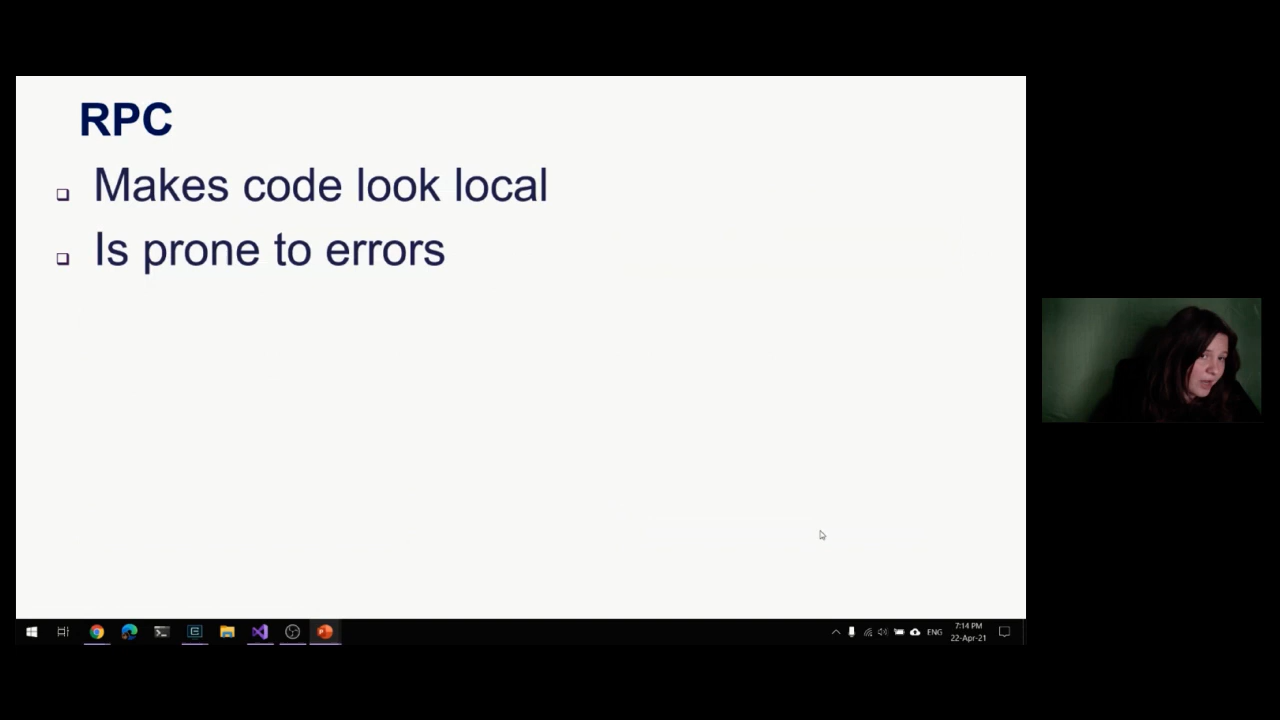 RPC
Makes code look local
Is prone to errors
ENG
7:14 PM
22-Apr-21